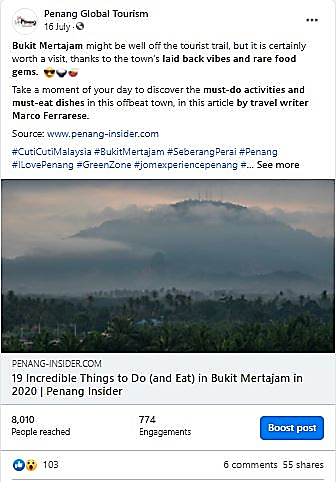 Penang Global Tourism
16 July ·
Bukit Mertajam might be well off the tourist trail, but it is certainly
worth a visit, thanks to the town's laid back vibes and rare food
gems. 😎🍚🍹
Take a moment of your day to discover the must-do activities and
must-eat dishes in this offbeat town, in this article by travel writer
Marco Ferrarese.
Source: www.penang-insider.com
#CutiCutiMalaysia #BukitMertajam #SeberangPerai #Penang
#ILovePenang #GreenZone #jomexperiencepenang #... See more
PENANG-INSIDER.COM
19 Incredible Things to Do (and Eat) in Bukit Mertajam in
2020 | Penang Insider
8,010 774
People reached Engagements
Boost post
103 6 comments 55 shares